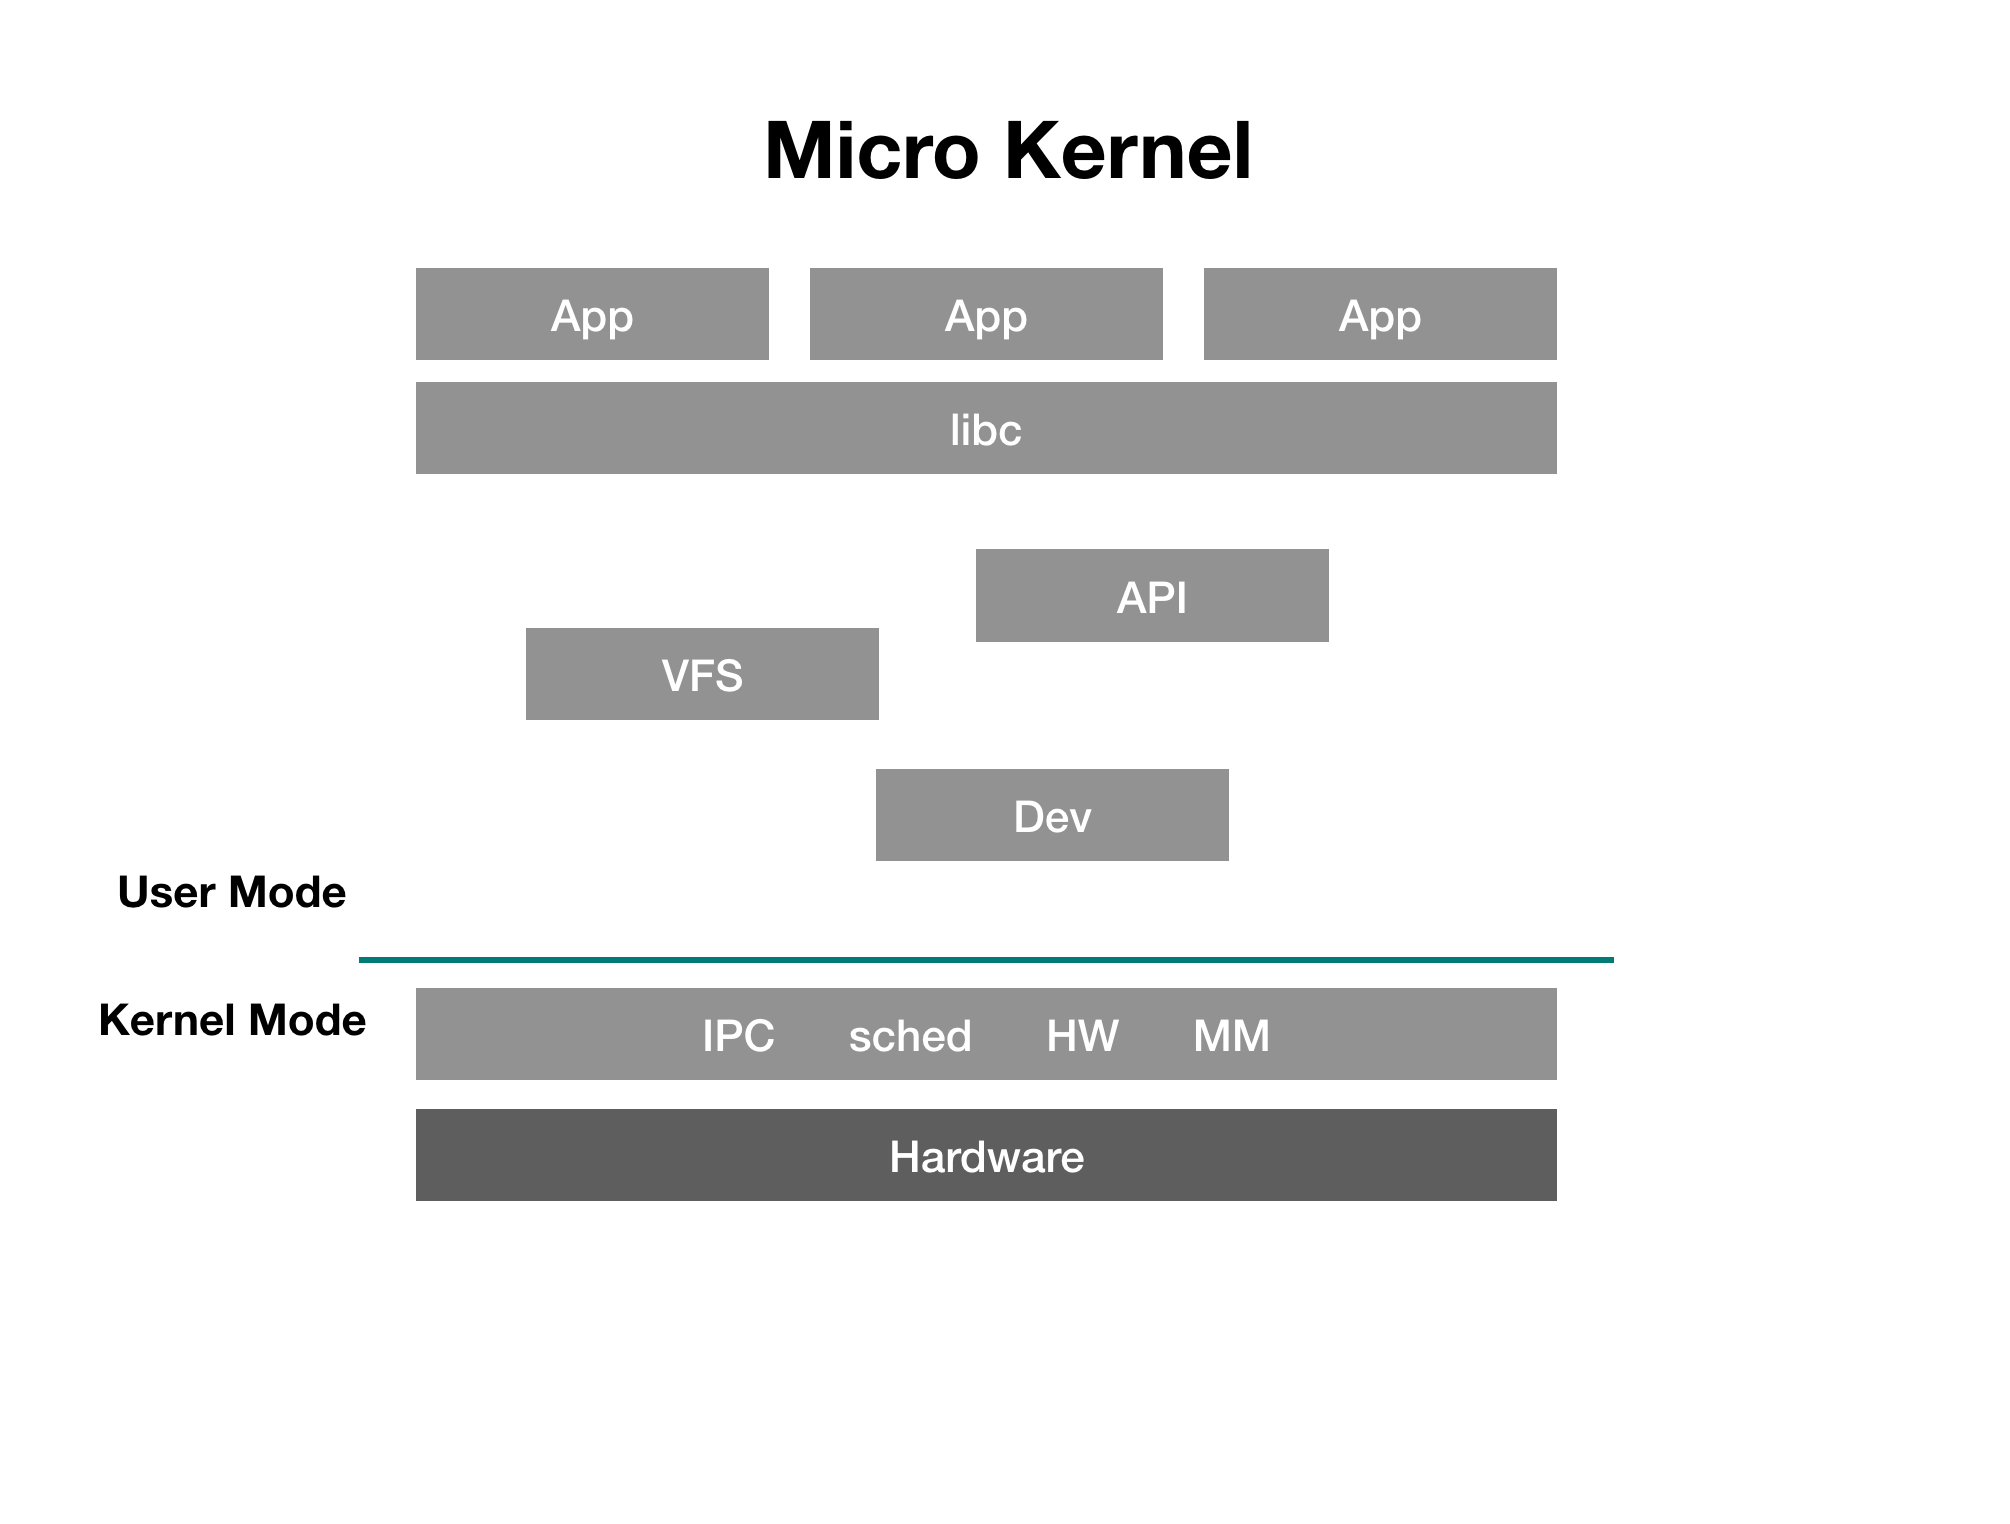 Micro Kernel
App App App
libc
API
VFS
Dev
User Mode
Kernel Mode
IPC sched HW MM
Hardware